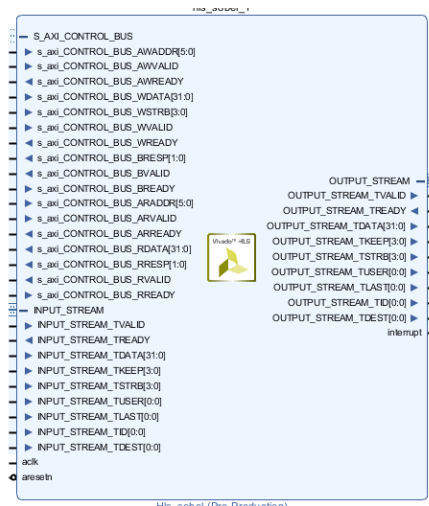 hls_sobel_1
S_AXI_CONTROL_BUS
s_axi_CONTROL_BUS_AWADDR[5:0]
s_axi_CONTROL_BUS_AWVALID
s_axi_CONTROL_BUS_AWREADY
s_axi_CONTROL_BUS_WDATA[31:0]
s_axi_CONTROL_BUS_WSTRB[3:0]
s_axi_CONTROL_BUS_WVALID
s_axi_CONTROL_BUS_WREADY
s_axi_CONTROL_BUS_BRESP[1:0]
s_axi_CONTROL_BUS_BVALID
s_axi_CONTROL_BUS_BREADY
s_axi_CONTROL_BUS_ARADDR[5:0]
s_axi_CONTROL_BUS_ARVALID
s_axi_CONTROL_BUS_ARREADY
s_axi_CONTROL_BUS_RDATA[31:0]
s_axi_CONTROL_BUS_RRESP[1:0]
s_axi_CONTROL_BUS_RVALID
s_axi_CONTROL_BUS_RREADY
INPUT_STREAM
INPUT_STREAM_TVALID
INPUT_STREAM_TREADY
INPUT_STREAM_TDATA[31:0]
INPUT_STREAM_TKEEP[3:0]
INPUT_STREAM_TSTRB[3:0]
INPUT_STREAM_TUSER[0:0]
INPUT_STREAM_TLAST[0:0]
INPUT_STREAM_TID[0:0]
INPUT_STREAM_TDEST[0:0]
aclk
aresetn
Vivado™ HLS
OUTPUT_STREAM
OUTPUT_STREAM_TVALID
OUTPUT_STREAM_TREADY
OUTPUT_STREAM_TDATA[31:0]
OUTPUT_STREAM_TKEEP[3:0]
OUTPUT_STREAM_TSTRB[3:0]
OUTPUT_STREAM_TUSER[0:0]
OUTPUT_STREAM_TLAST[0:0]
OUTPUT_STREAM_TID[0:0]
OUTPUT_STREAM_TDEST[0:0]
interrupt
Hls_sobel (Pre-Production)